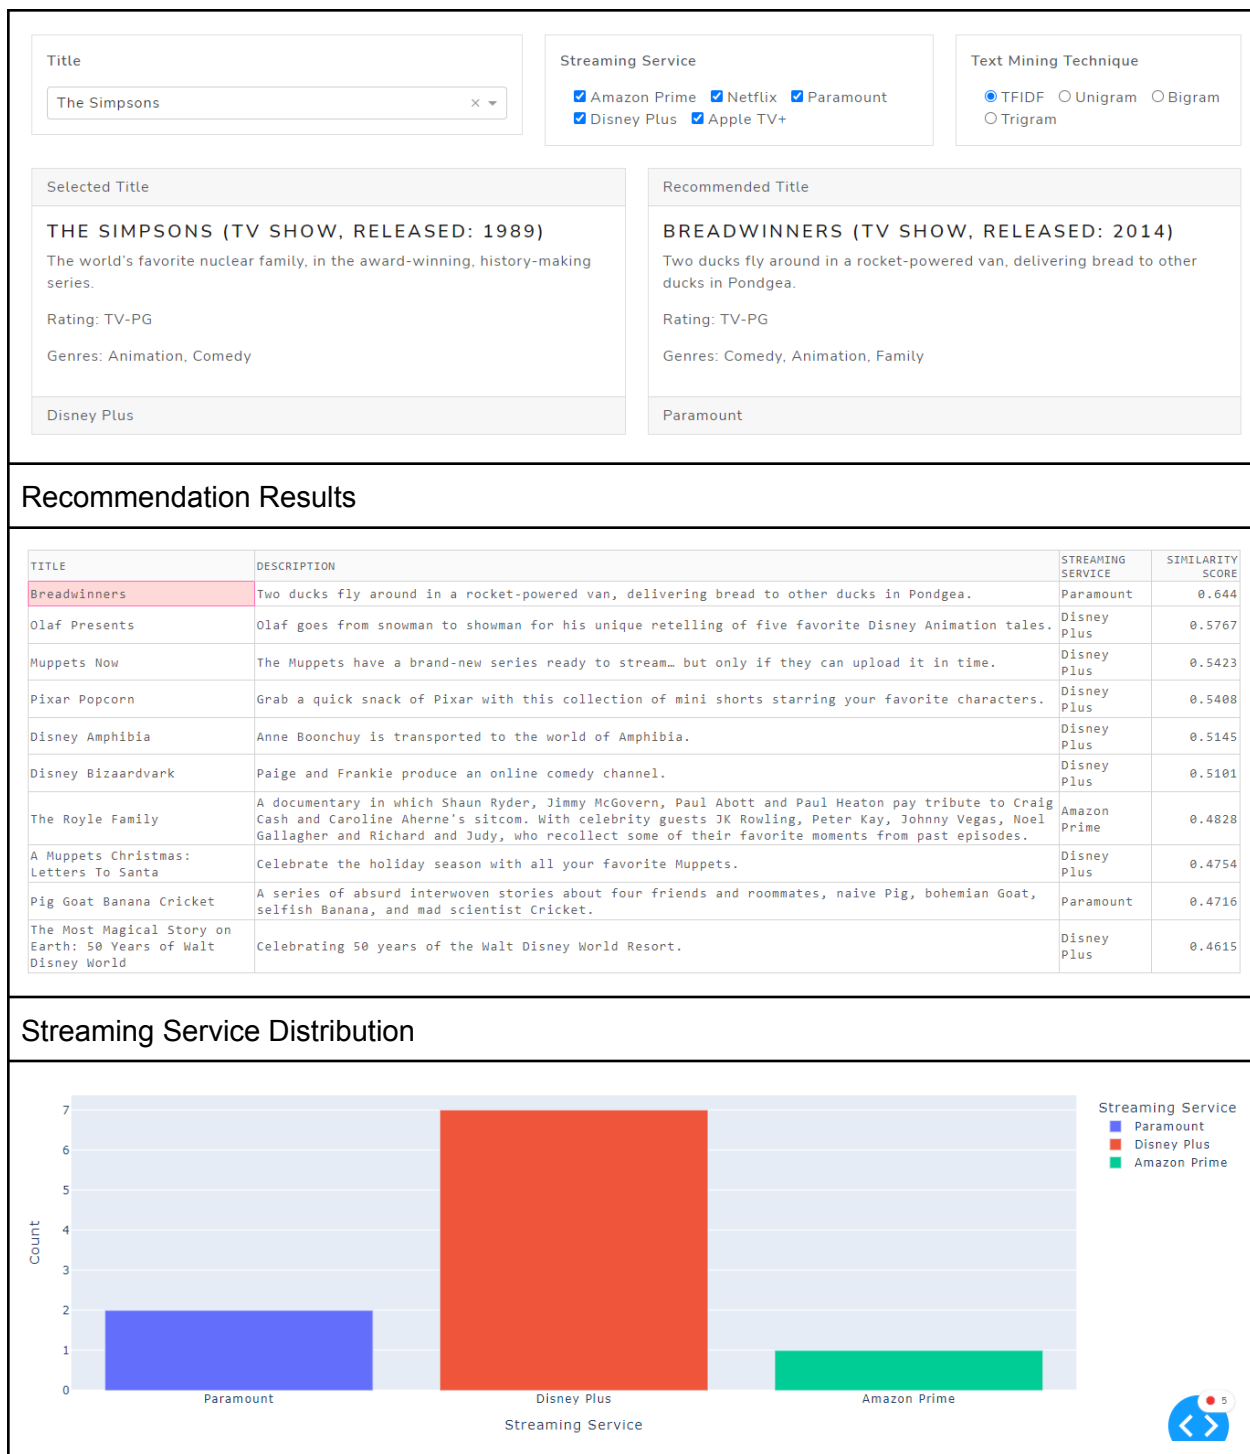 Title
The Simpsons
Streaming Service
Amazon Prime Netflix Paramount
Disney Plus Apple TV+
Text Mining Technique
TFIDF Unigram Bigram
Trigram
Selected Title
THE SIMPSONS (TV SHOW, RELEASED: 1989)
The world's favorite nuclear family, in the award-winning, history-making
series.
Rating: TV-PG
Genres: Animation, Comedy
Disney Plus
Recommended Title
BREADWINNERS (TV SHOW, RELEASED: 2014)
Two ducks fly around in a rocket-powered van, delivering bread to other
ducks in Pondgea.
Rating: TV-PG
Genres: Comedy, Animation, Family
Paramount
Recommendation Results
TITLE
DESCRIPTION
STREAMING
SERVICE
SIMILARITY
SCORE
Breadwinners
Two ducks fly around in a rocket-powered van, delivering bread to other ducks in Pondgea.
Paramount
0.644
Olaf Presents
Olaf goes from snowman to showman for his unique retelling of five favorite Disney Animation tales.
Disney
Plus
0.5767
Muppets Now
The Muppets have a brand-new series ready to stream… but only if they can upload it in time.
Disney
Plus
0.5423
Pixar Popcorn
Grab a quick snack of Pixar with this collection of mini shorts starring your favorite characters.
Disney
Plus
0.5408
Disney Amphibia
Anne Boonchuy is transported to the world of Amphibia.
Disney
Plus
0.5145
Disney Bizaardvark
Paige and Frankie produce an online comedy channel.
Disney
Plus
0.5101
The Royle Family
A documentary in which Shaun Ryder, Jimmy McGovern, Paul Abott and Paul Heaton pay tribute to Craig
Cash and Caroline Aherne's sitcom. With celebrity guests JK Rowling, Peter Kay, Johnny Vegas, Noel
Gallagher and Richard and Judy, who recollect some of their favorite moments from past episodes.
Amazon
Prime
0.4828
A Muppets Christmas:
Letters To Santa
Celebrate the holiday season with all your favorite Muppets.
Disney
Plus
0.4754
Pig Goat Banana Cricket
A series of absurd interwoven stories about four friends and roommates, naive Pig, bohemian Goat,
selfish Banana, and mad scientist Cricket.
Paramount
0.4716
The Most Magical Story on
Earth: 50 Years of Walt
Disney World
Celebrating 50 years of the Walt Disney World Resort.
Disney
Plus
0.4615
Streaming Service Distribution
7
6
5
4
3
2
1
0
Count
Paramount
Disney Plus
Amazon Prime
Streaming Service
Streaming Service
Paramount
Disney Plus
Amazon Prime
5